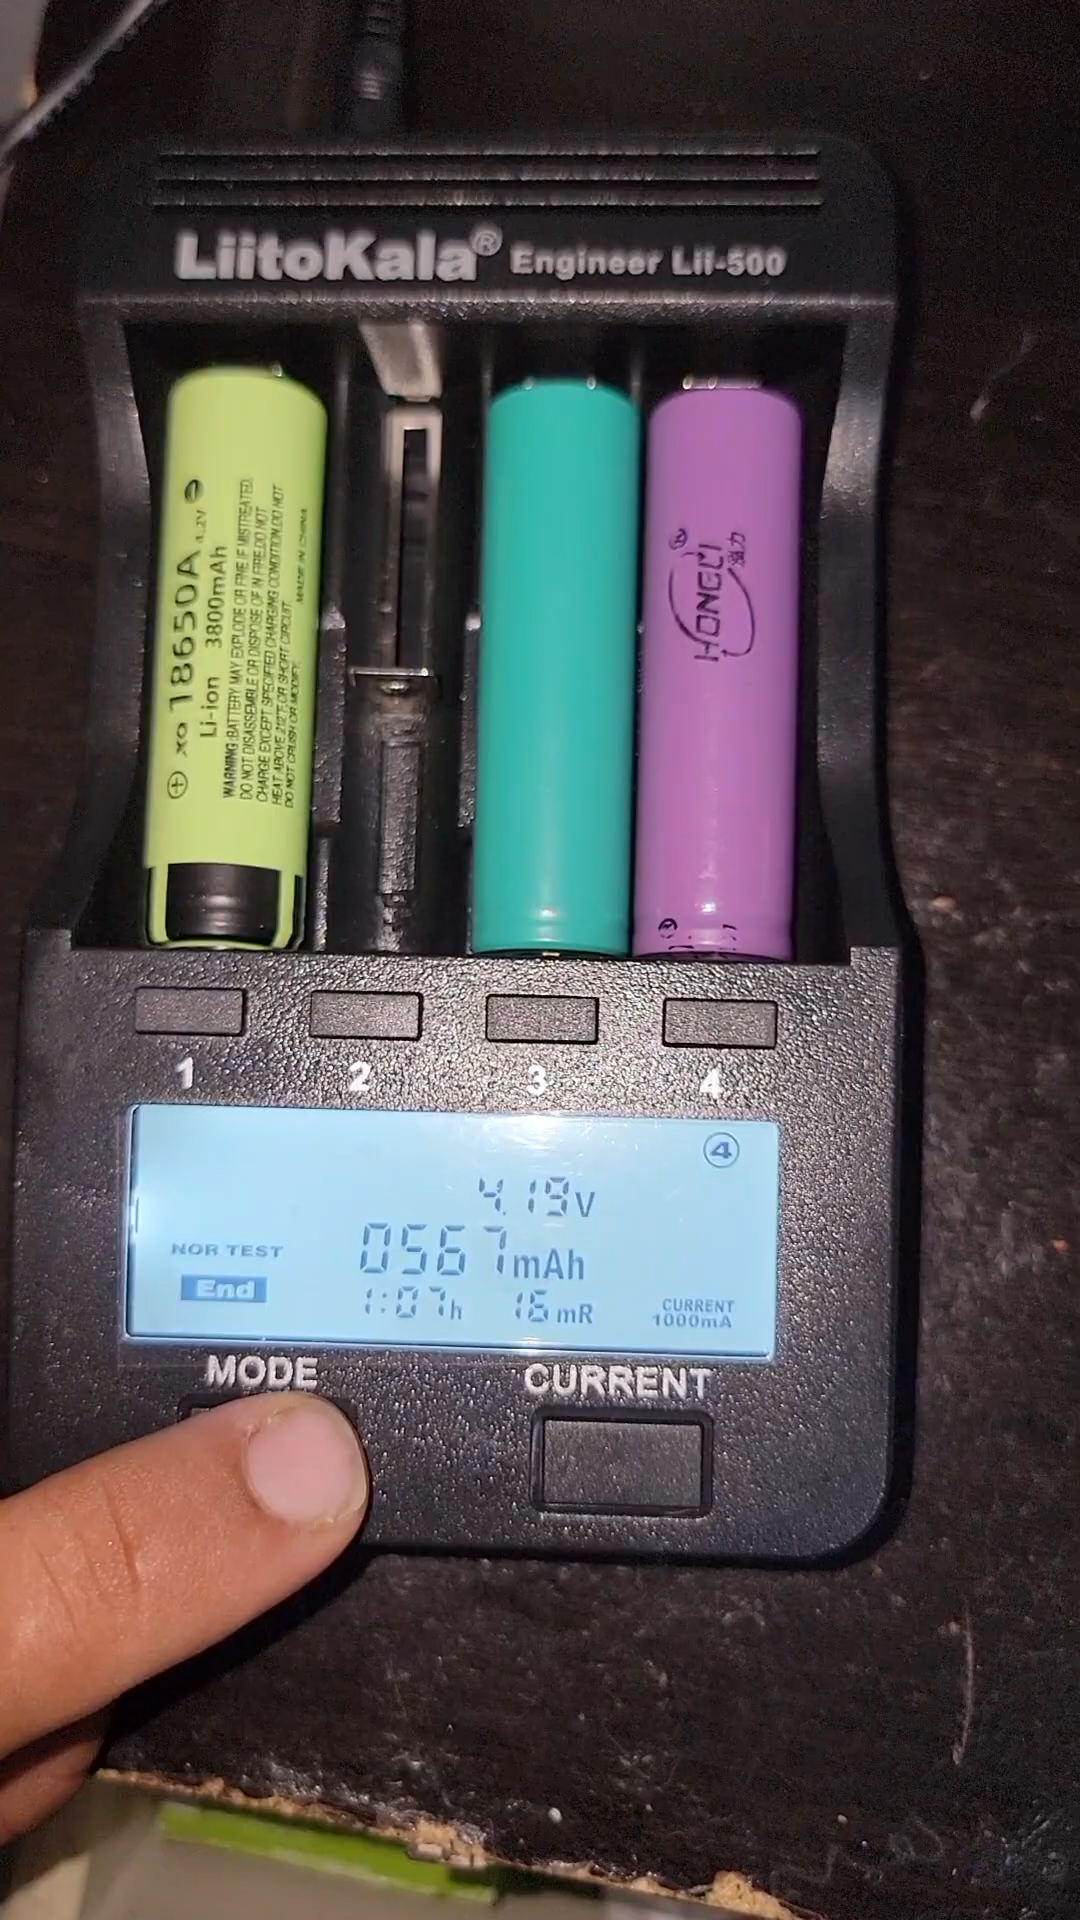 LiitoKala® Engineer Lii-500
⊕ XQ 18650A 4.2V ⊖
Li-ion 3800mAh
WARNING: BATTERY MAY EXPLODE OR FIRE IF MISTREATED.
DO NOT DISASSEMBLE OR DISPOSE OF IN FIRE.DO NOT
CHARGE EXCEPT SPECIFIED CHARGING CONDITION.DO NOT
HEAT ABOVE 212°F.OR SHORT CIRCUIT.
DO NOT CRUSH OR MODIFY. MADE IN CHINA
HONGLI
1 2 3 4
4
4.19V
0567mAh
NOR TEST
End
1:07h 16mR
CURRENT
1000mA
MODE CURRENT